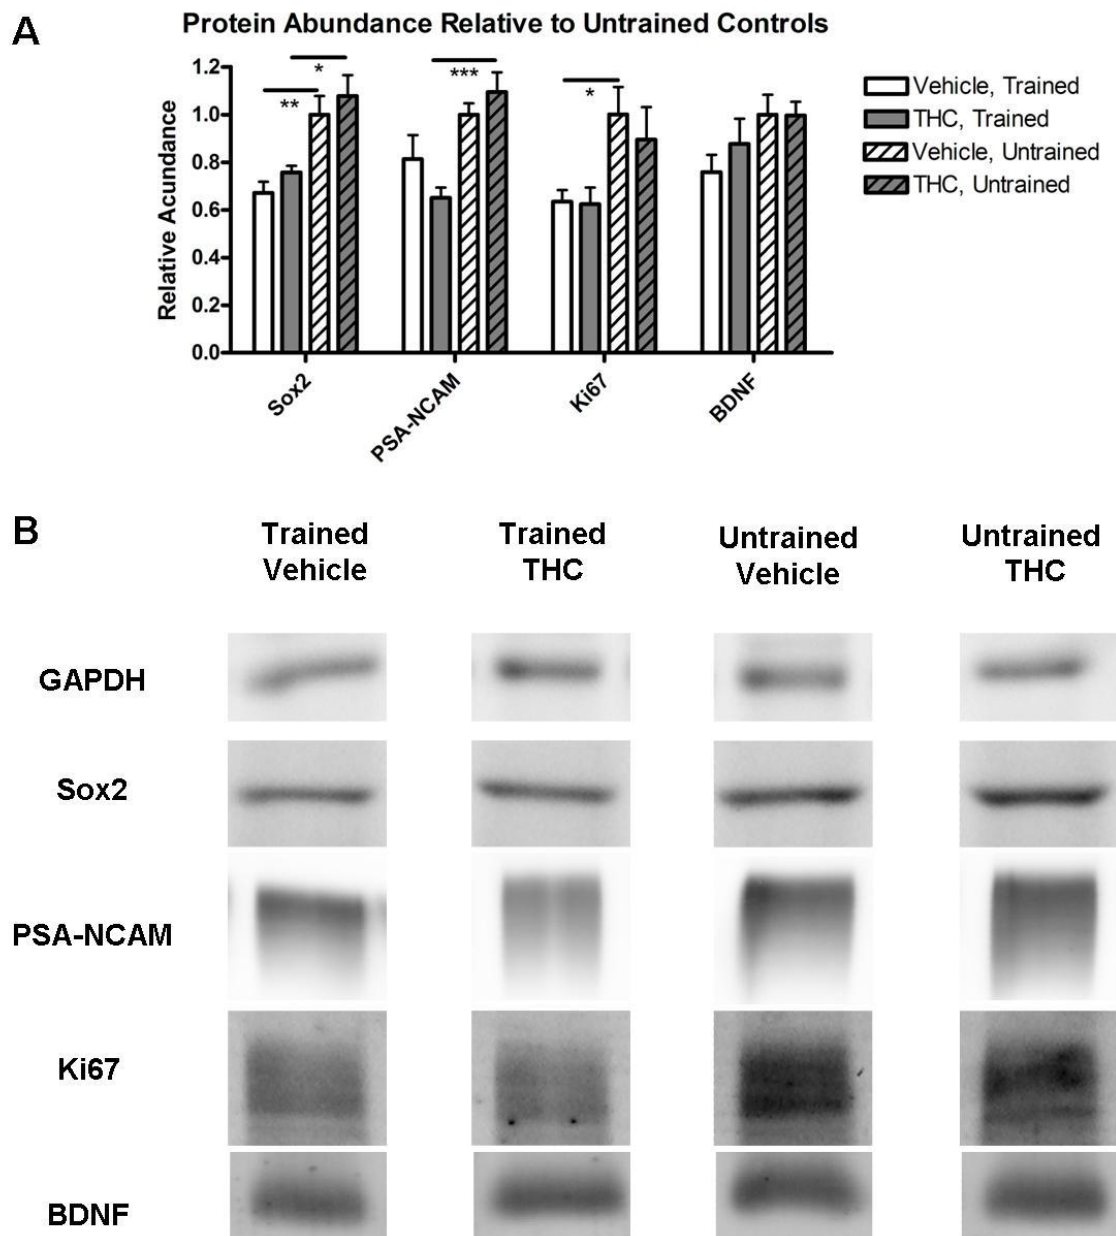 A
Protein Abundance Relative to Untrained Controls
Relative Acundance
1.2
1.0
0.8
0.6
0.4
0.2
0.0
*
**
***
*
Sox2
PSA-NCAM
Ki67
BDNF
Vehicle, Trained
THC, Trained
Vehicle, Untrained
THC, Untrained
B
Trained
Vehicle
Trained
THC
Untrained
Vehicle
Untrained
THC
GAPDH
Sox2
PSA-NCAM
Ki67
BDNF